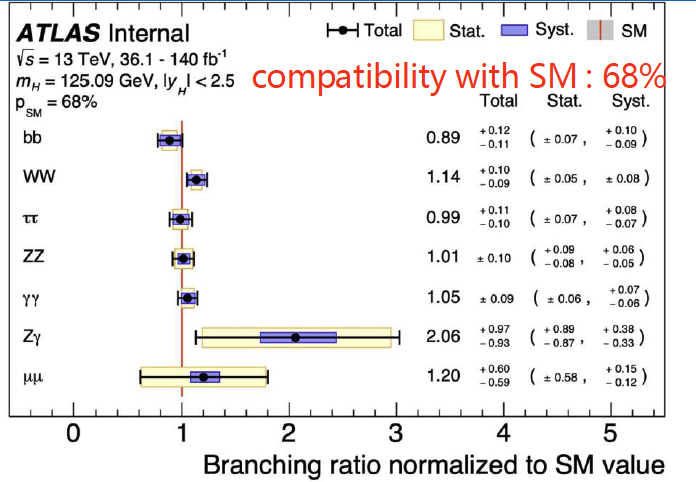 ATLAS Internal
Total Stat. Syst. SM
√s = 13 TeV, 36.1 - 140 fb⁻¹
m_H = 125.09 GeV, |y_H| < 2.5
compatibility with SM : 68%
p_SM = 68%
Total Stat. Syst.
bb 0.89 +0.12 −0.11 ( ± 0.07 , +0.10 −0.09 )
WW 1.14 +0.10 −0.09 ( ± 0.05 , ± 0.08 )
ττ 0.99 +0.11 −0.10 ( ± 0.07 , +0.08 −0.07 )
ZZ 1.01 ± 0.10 ( +0.09 −0.08 , +0.06 −0.05 )
γγ 1.05 ± 0.09 ( ± 0.06 , +0.07 −0.06 )
Zγ 2.06 +0.97 −0.93 ( +0.89 −0.87 , +0.38 −0.33 )
μμ 1.20 +0.60 −0.59 ( ± 0.58 , +0.15 −0.12 )
0 1 2 3 4 5
Branching ratio normalized to SM value